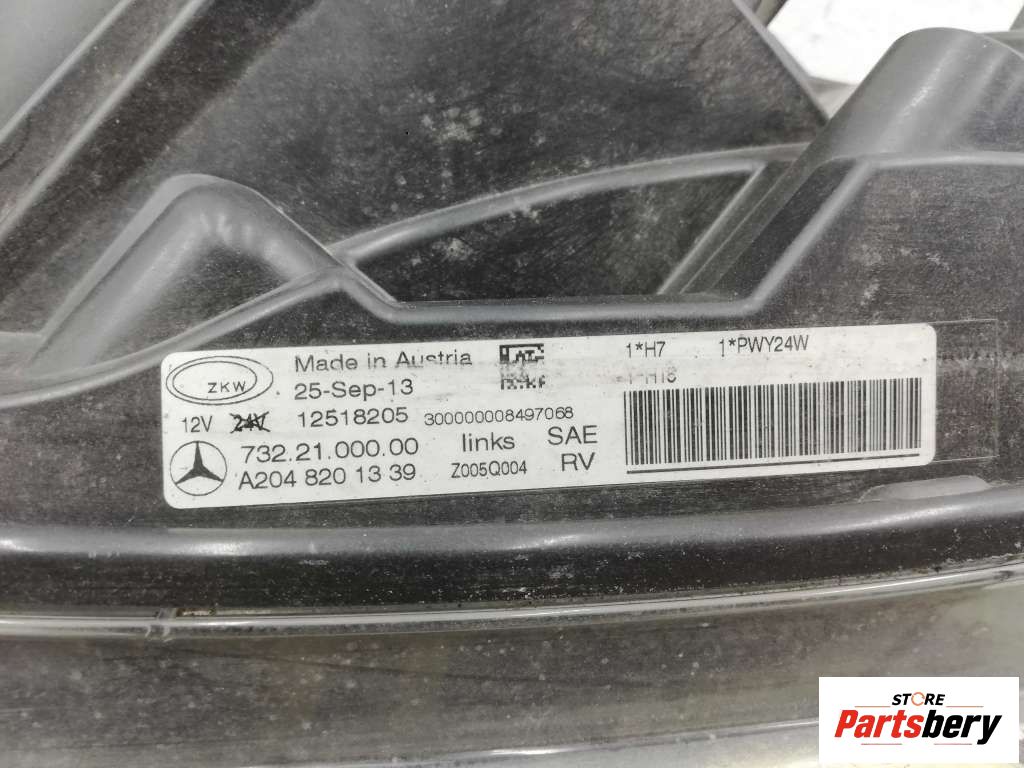 ZKW
Made in Austria
25-Sep-13
12V 24V 12518205 300000008497068
732.21.000.00 links SAE
A204 820 13 39 Z005Q004 RV
1*H7 1*PWY24W
STORE
Partsbery